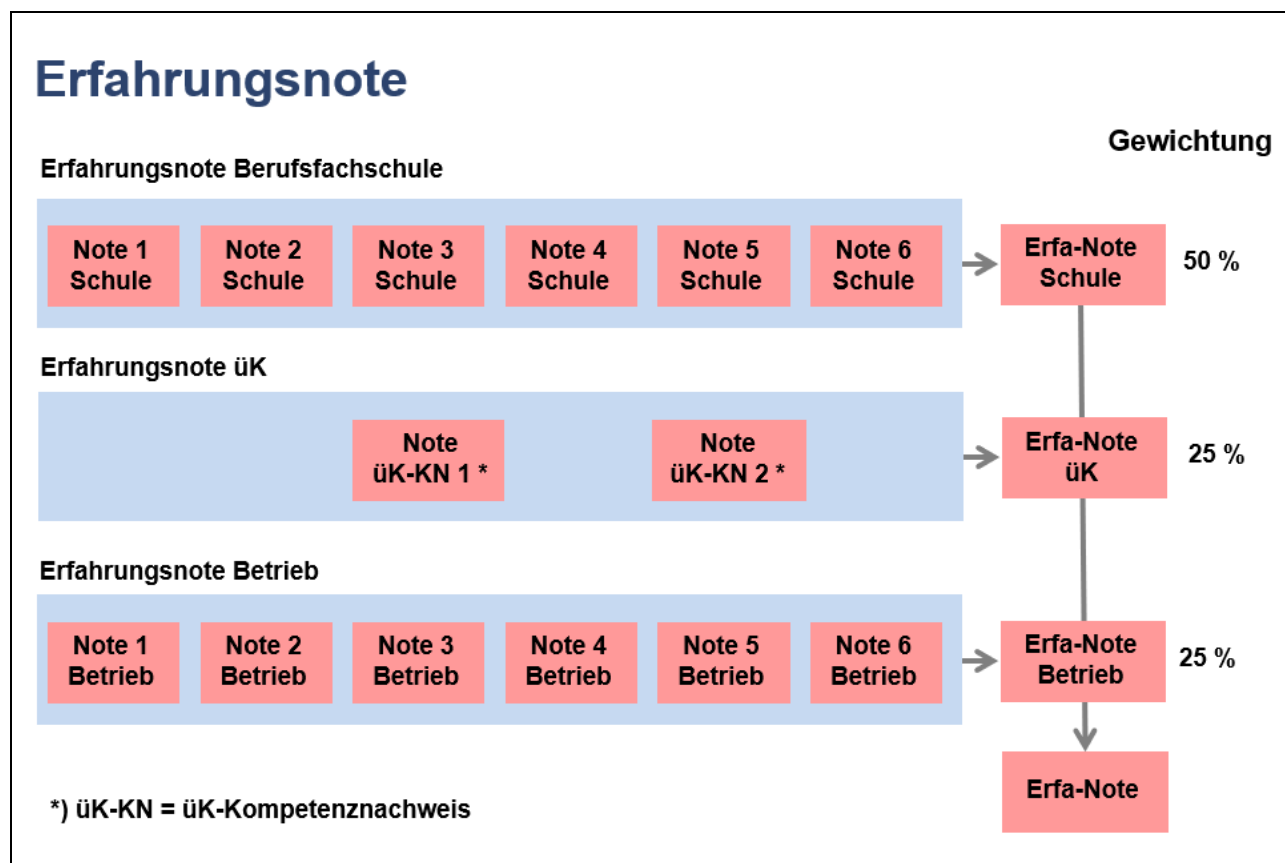 Erfahrungsnote
Gewichtung
Erfahrungsnote Berufsfachschule
Note 1 Schule
Note 2 Schule
Note 3 Schule
Note 4 Schule
Note 5 Schule
Note 6 Schule
Erfa-Note Schule
50 %
Erfahrungsnote üK
Note üK-KN 1 *
Note üK-KN 2 *
Erfa-Note üK
25 %
Erfahrungsnote Betrieb
Note 1 Betrieb
Note 2 Betrieb
Note 3 Betrieb
Note 4 Betrieb
Note 5 Betrieb
Note 6 Betrieb
Erfa-Note Betrieb
25 %
Erfa-Note
*) üK-KN = üK-Kompetenznachweis